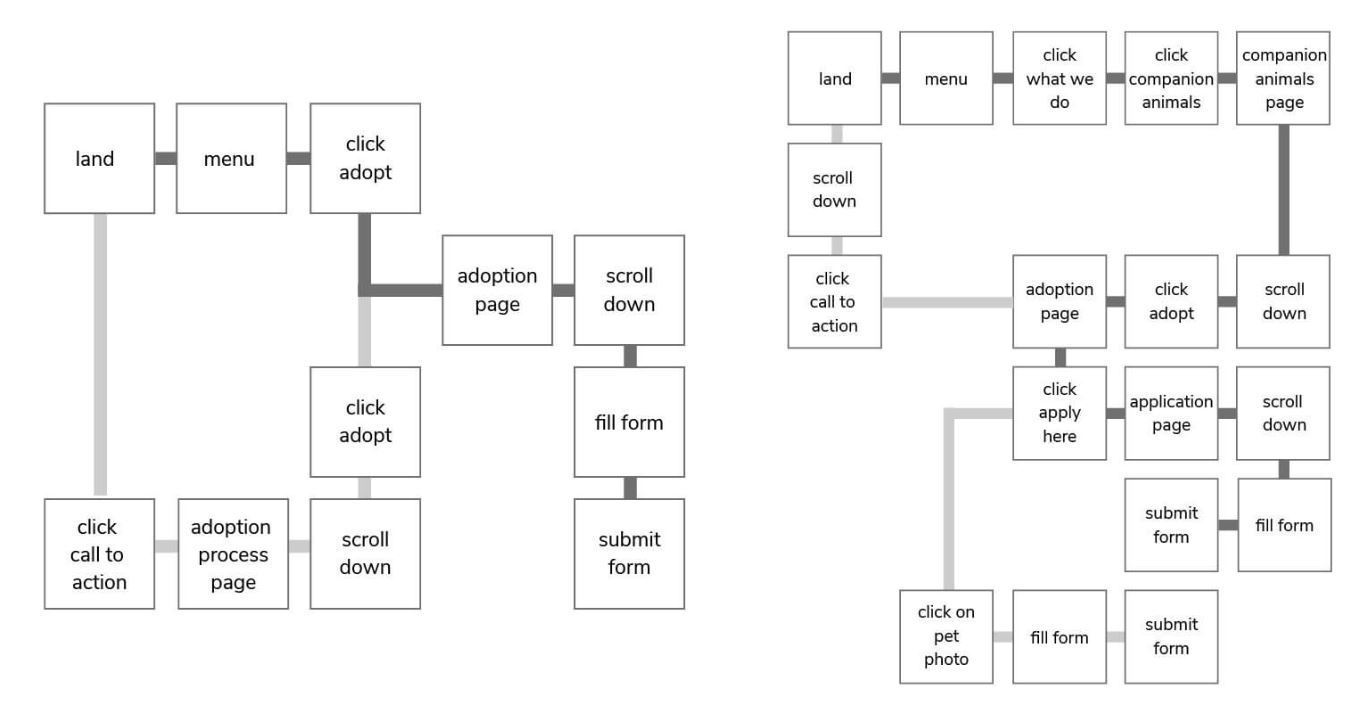 land
menu
click
adopt
adoption
page
scroll
down
click
adopt
fill form
click
call to
action
adoption
process
page
scroll
down
submit
form
land
menu
click
what we
do
click
companion
animals
companion
animals
page
scroll
down
click
call to
action
adoption
page
click
adopt
scroll
down
click
apply
here
application
page
scroll
down
submit
form
fill form
click on
pet
photo
fill form
submit
form